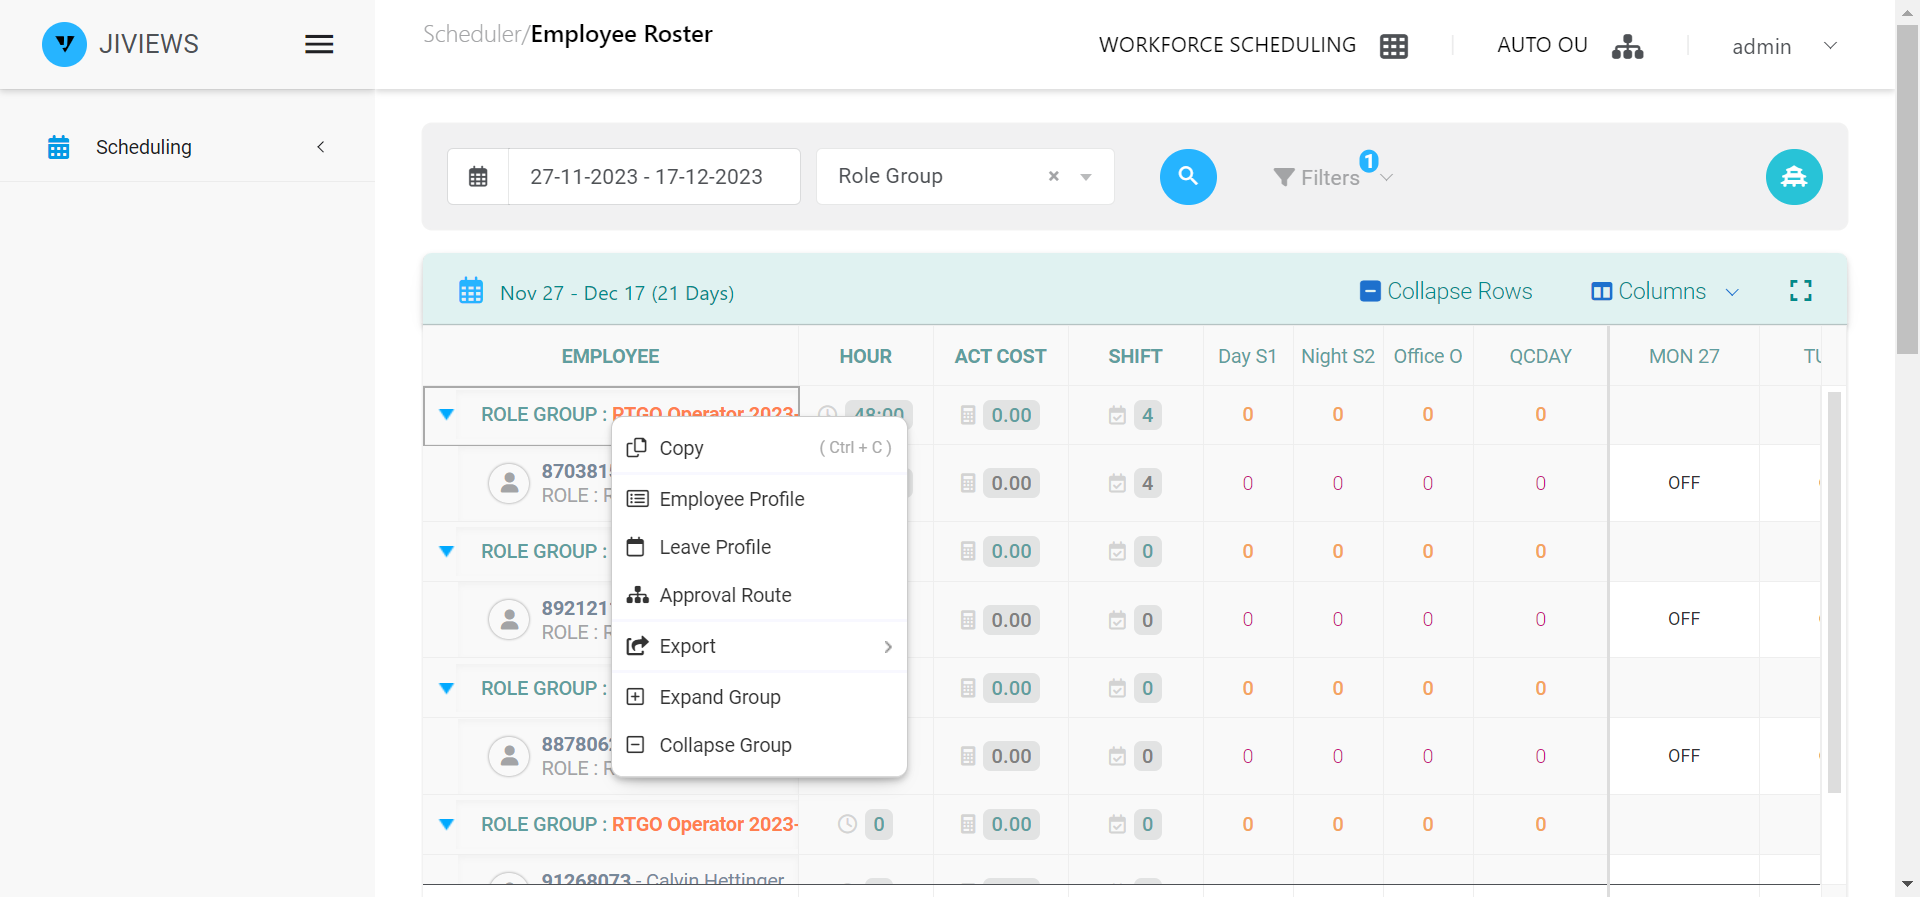 JIVIEWS
Scheduler/Employee Roster
WORKFORCE SCHEDULING
AUTO OU
admin
Scheduling
27-11-2023 - 17-12-2023
Role Group
Filters
1
Nov 27 - Dec 17 (21 Days)
Collapse Rows
Columns
EMPLOYEE HOUR ACT COST SHIFT Day S1 Night S2 Office O QCDAY MON 27 TU
ROLE GROUP : RTGO Operator 2023- 48:00 0.00 4 0 0 0 0
870381 0.00 4 0 0 0 0 OFF
ROLE : R
ROLE GROUP : 0.00 0 0 0 0 0
892121 0.00 0 0 0 0 0 OFF
ROLE : R
ROLE GROUP : 0.00 0 0 0 0 0
887806 0.00 0 0 0 0 0 OFF
ROLE : R
ROLE GROUP : RTGO Operator 2023- 0 0.00 0 0 0 0 0
91268073 - Calvin Hettinger
Copy ( Ctrl + C )
Employee Profile
Leave Profile
Approval Route
Export
Expand Group
Collapse Group